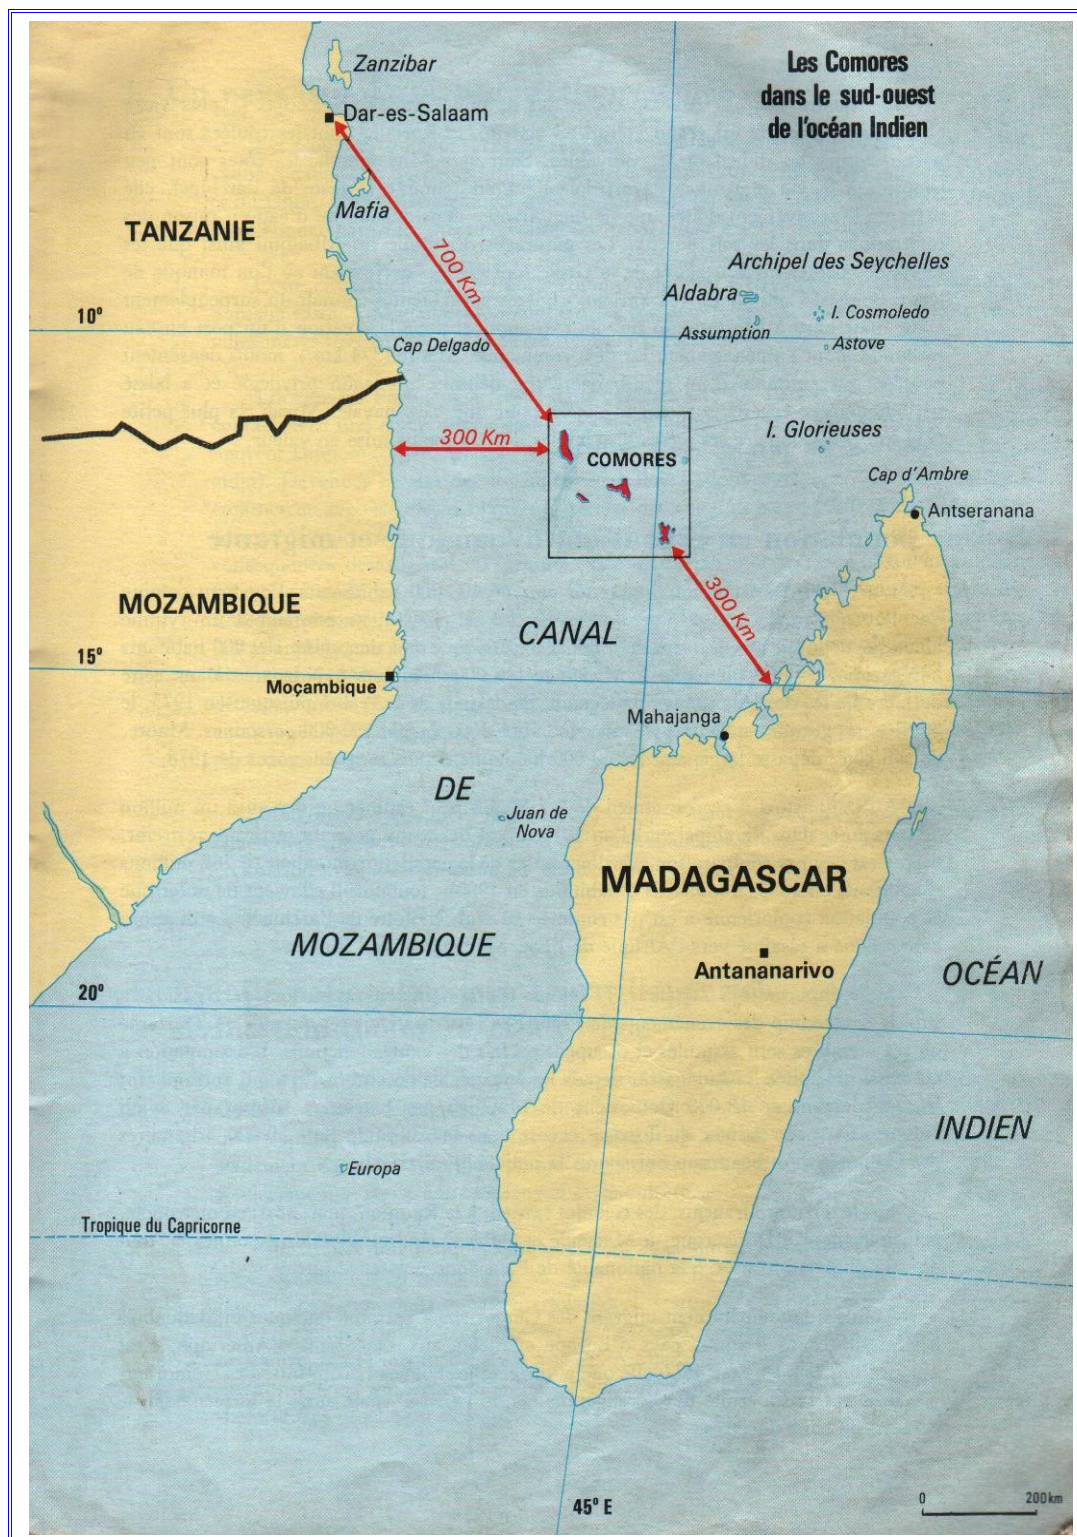 Les Comores
dans le sud-ouest
de l'océan Indien
Zanzibar
Dar-es-Salaam
Mafia
TANZANIE
700 Km
Archipel des Seychelles
Aldabra
I. Cosmoledo
Assumption
Astove
10°
Cap Delgado
300 Km
COMORES
I. Glorieuses
Cap d'Ambre
Antseranana
MOZAMBIQUE
300 Km
CANAL
15°
Moçambique
Mahajanga
DE
Juan de
Nova
MADAGASCAR
MOZAMBIQUE
Antananarivo
OCÉAN
20°
INDIEN
Europa
Tropique du Capricorne
45° E
0 200 km